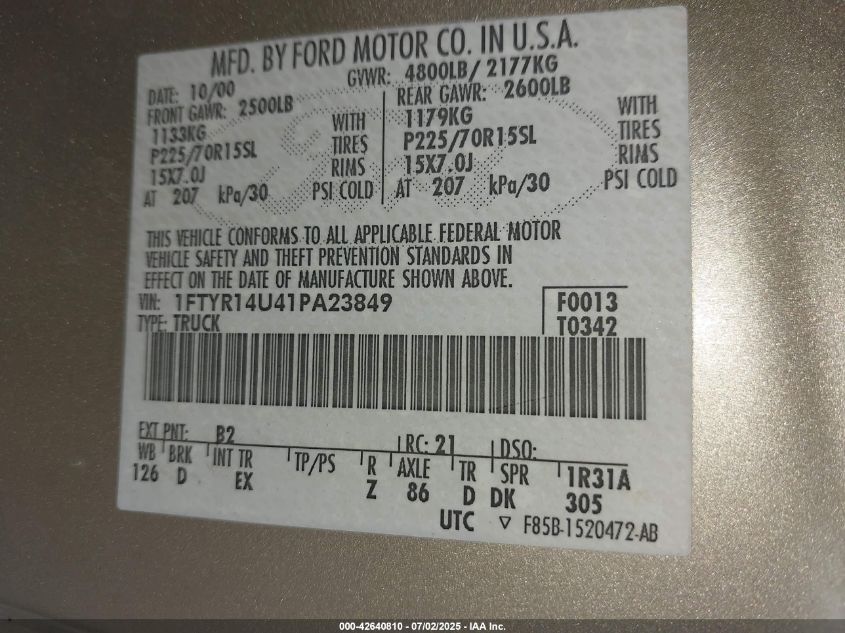 MFD. BY FORD MOTOR CO. IN U.S.A.
DATE: 10/00 GVWR: 4800LB/ 2177KG
FRONT GAWR: 2500LB REAR GAWR: 2600LB
1133KG WITH 1179KG WITH
P225/70R15SL TIRES P225/70R15SL TIRES
15X7.0J RIMS 15X7.0J RIMS
AT 207 kPa/30 PSI COLD AT 207 kPa/30 PSI COLD
THIS VEHICLE CONFORMS TO ALL APPLICABLE FEDERAL MOTOR
VEHICLE SAFETY AND THEFT PREVENTION STANDARDS IN
EFFECT ON THE DATE OF MANUFACTURE SHOWN ABOVE.
VIN: 1FTYR14U41PA23849 F0013
TYPE: TRUCK T0342
EXT PNT: B2 RC: 21 DSO:
WB BRK INT TR TP/PS R AXLE TR SPR 1R31A
126 D EX Z 86 D DK 305
UTC ▽ F85B-1520472-AB
000-42640810 - 07/02/2025 - IAA Inc.